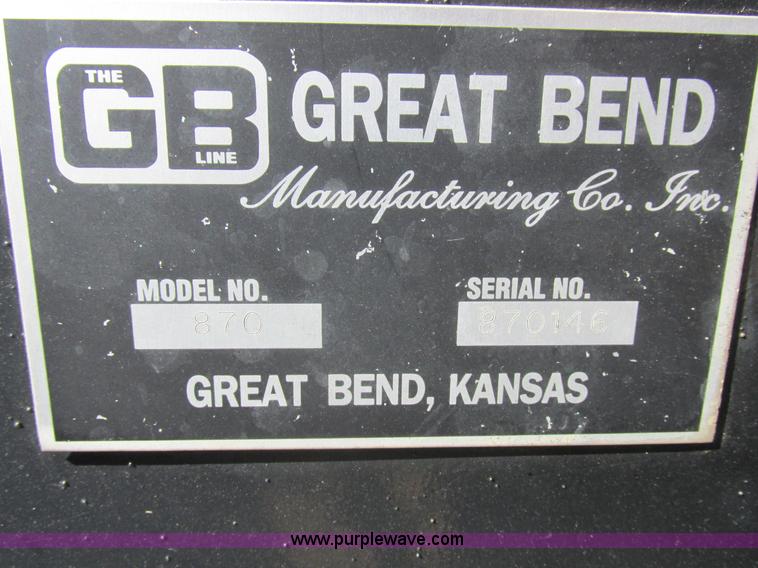 THE
GB
LINE
GREAT BEND
Manufacturing Co. Inc.
MODEL NO.
870
SERIAL NO.
870146
GREAT BEND, KANSAS
www.purplewave.com